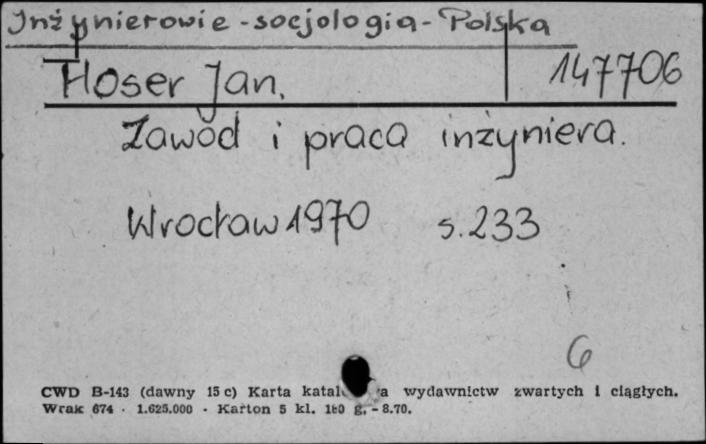 Inżynierowie - socjologia - Polska
Hoser Jan. 147706
Zawód i praca inżyniera.
Wrocław 1970 s. 233
6
CWD B-143 (dawny 15 c) Karta wydawnictw zwartych i ciągłych.
Wrak 674 · 1.625.000 · Karton 5 kl. 180 g. - 8.70.